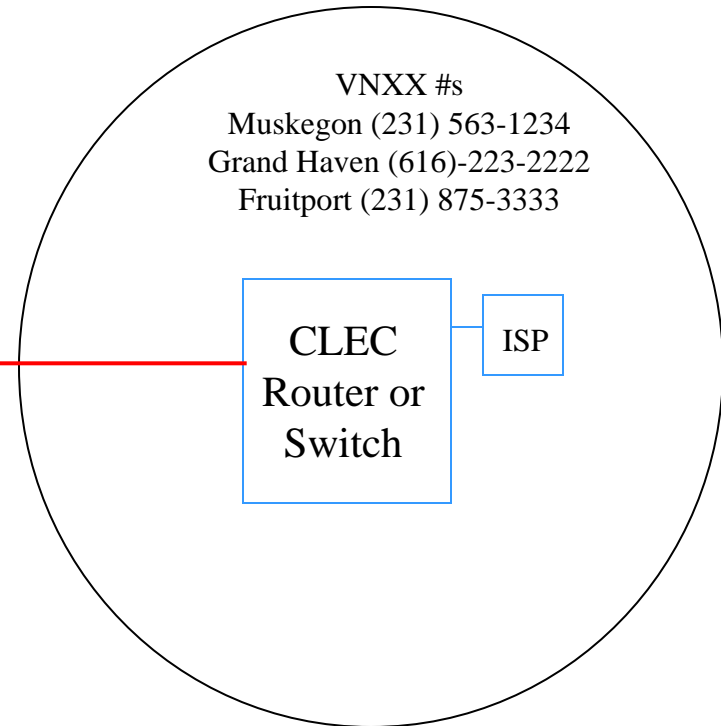 VNXX #s
Muskegon (231) 563-1234
Grand Haven (616)-223-2222
Fruitport (231) 875-3333
CLEC
Router or
Switch
ISP